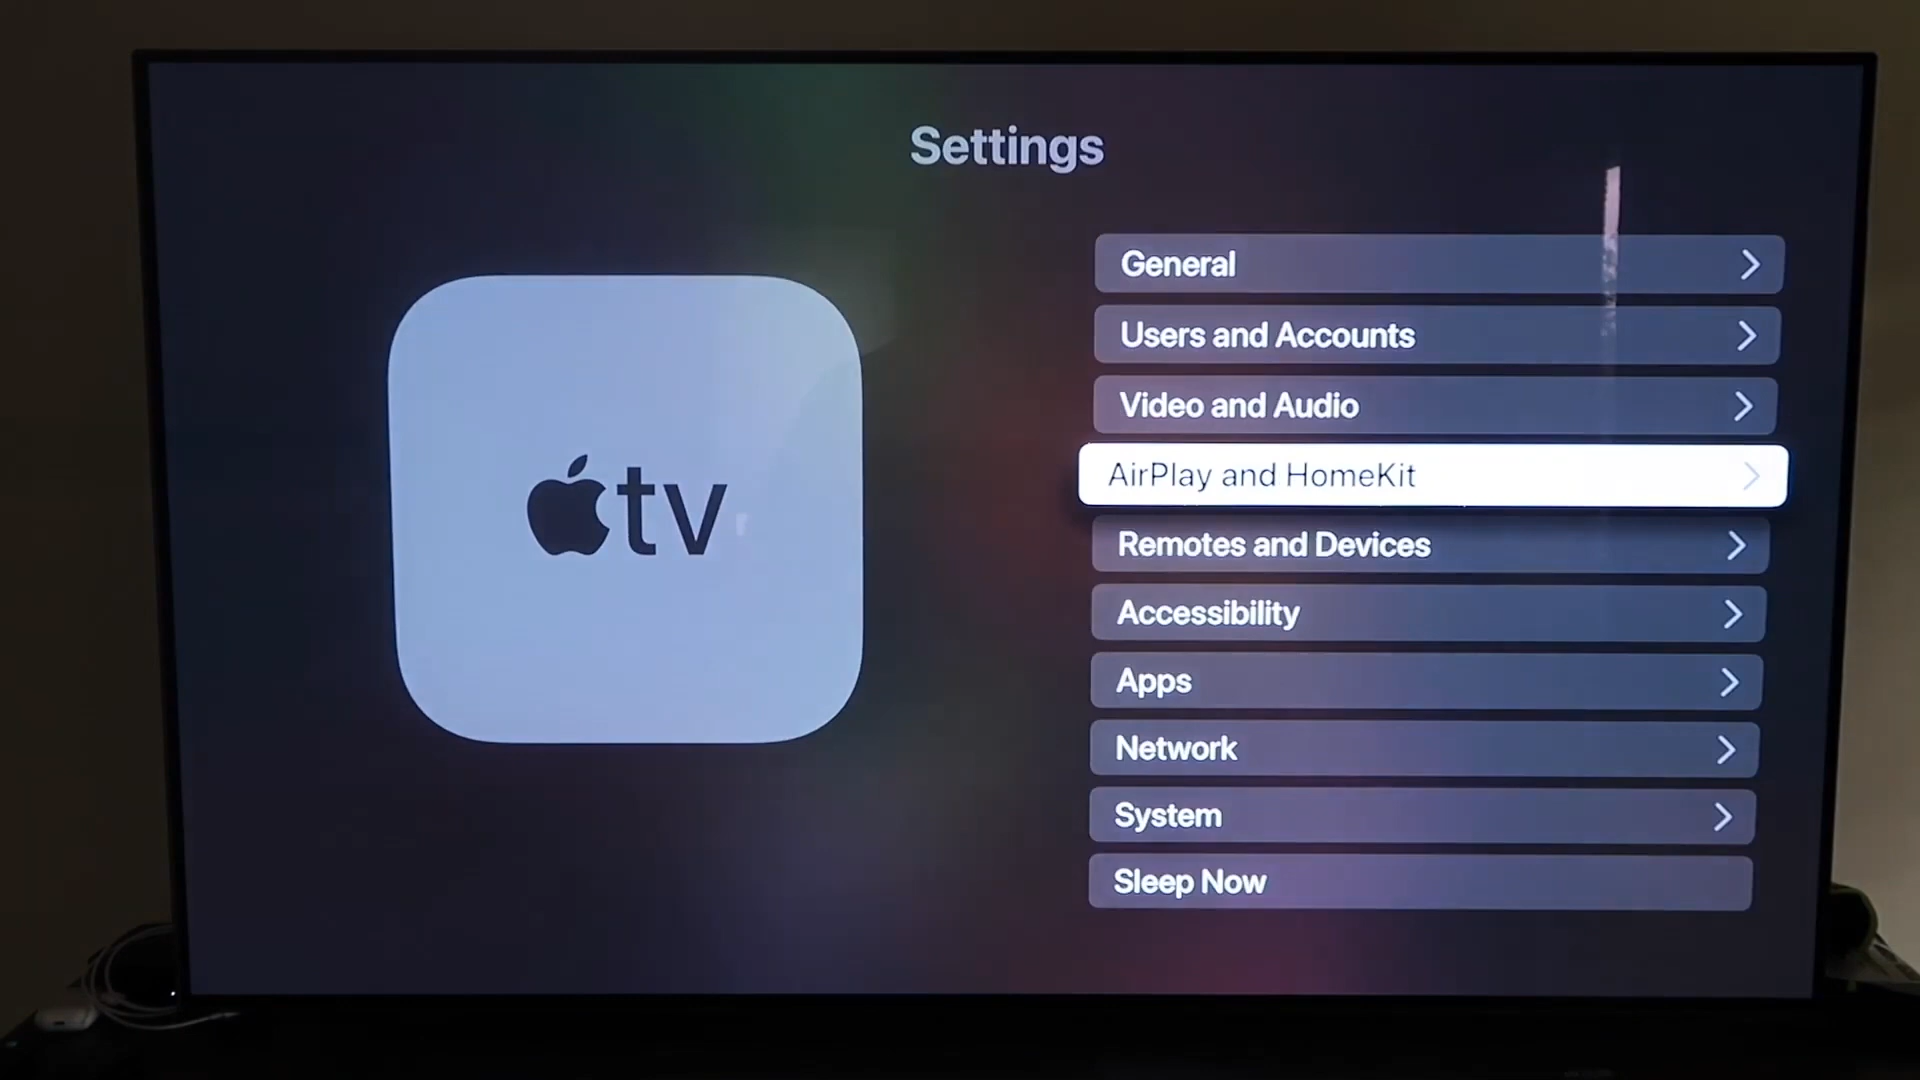 Settings
tv
General
Users and Accounts
Video and Audio
AirPlay and HomeKit
Remotes and Devices
Accessibility
Apps
Network
System
Sleep Now